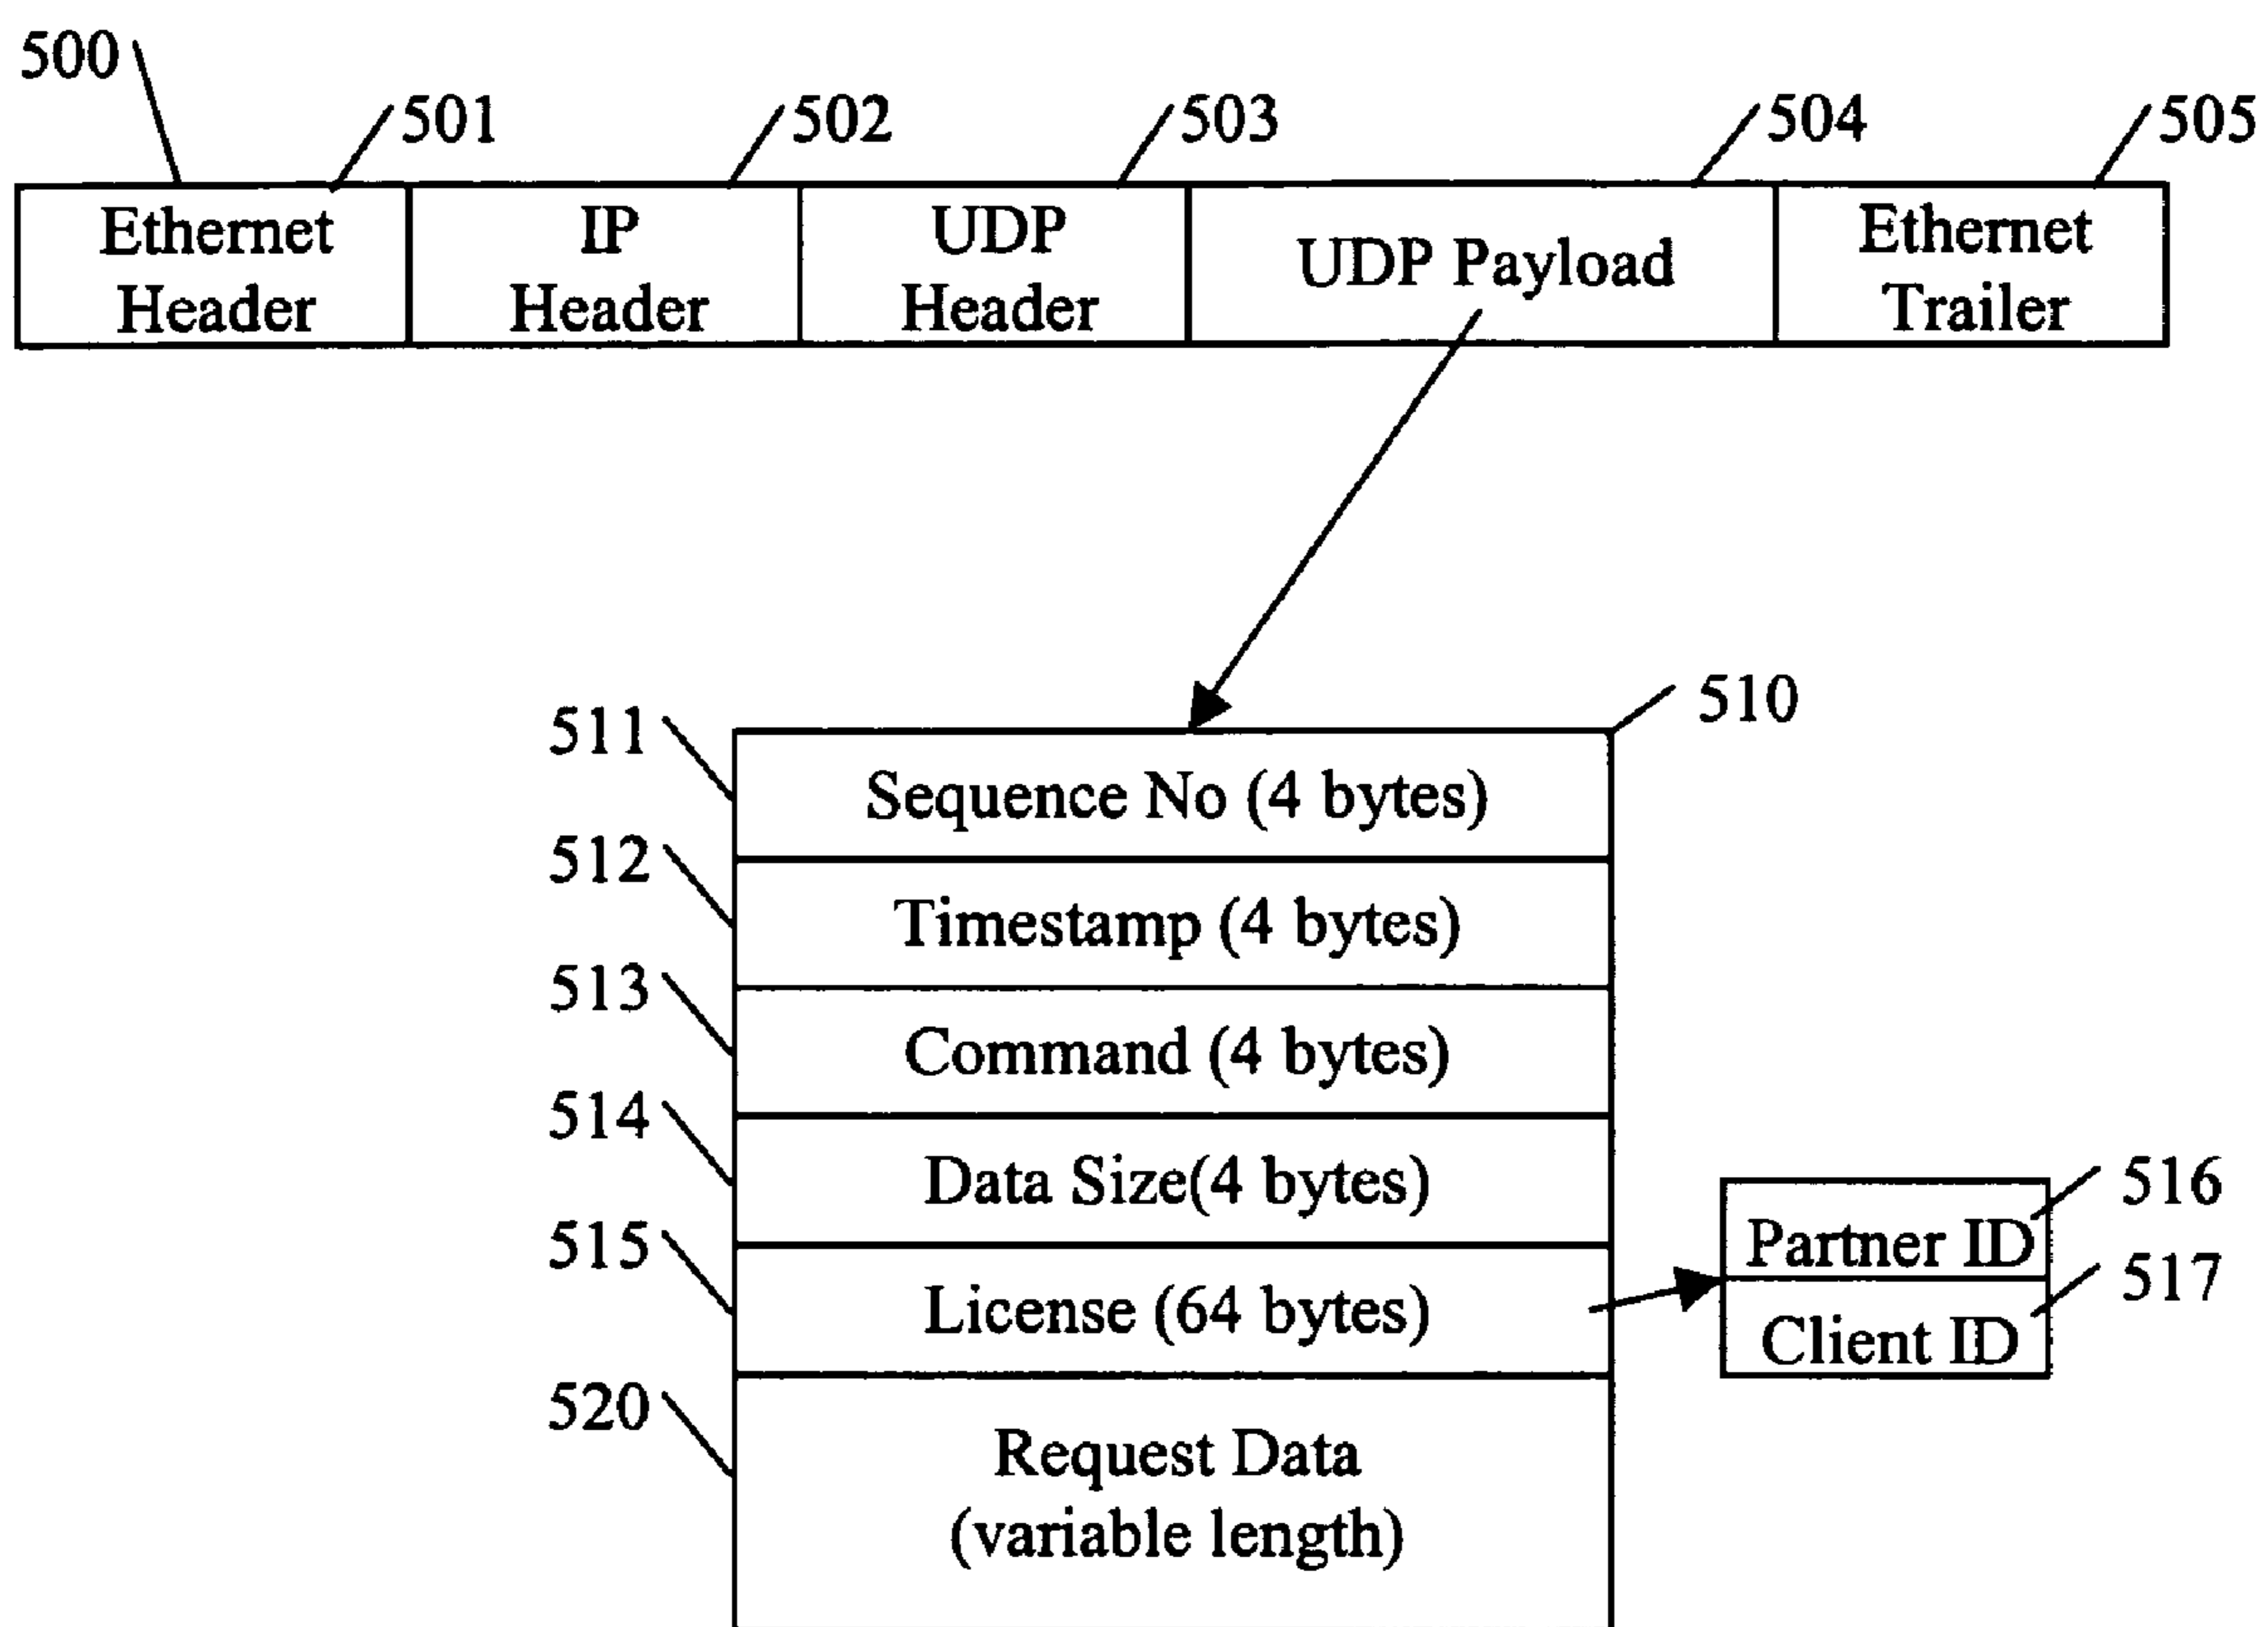 500
501
502
503
504
505
Ethernet
Header
IP
Header
UDP
Header
UDP Payload
Ethernet
Trailer
510
511
Sequence No (4 bytes)
512
Timestamp (4 bytes)
513
Command (4 bytes)
514
Data Size(4 bytes)
515
License (64 bytes)
516
Partner ID
517
Client ID
520
Request Data
(variable length)